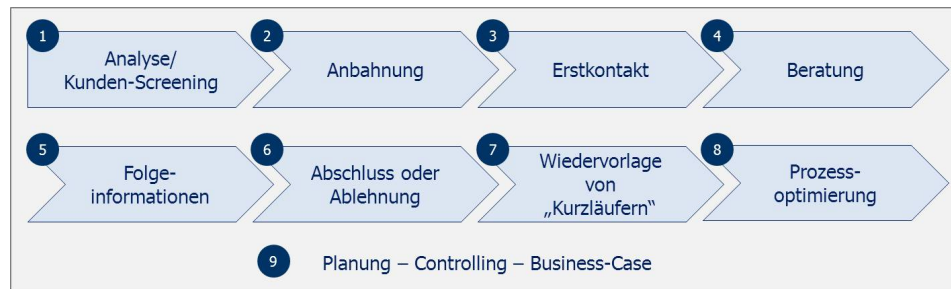 1
Analyse/
Kunden-Screening
2
Anbahnung
3
Erstkontakt
4
Beratung
5
Folge-
informationen
6
Abschluss oder
Ablehnung
7
Wiedervorlage
von
„Kurzläufern“
8
Prozess-
optimierung
9 Planung – Controlling – Business-Case